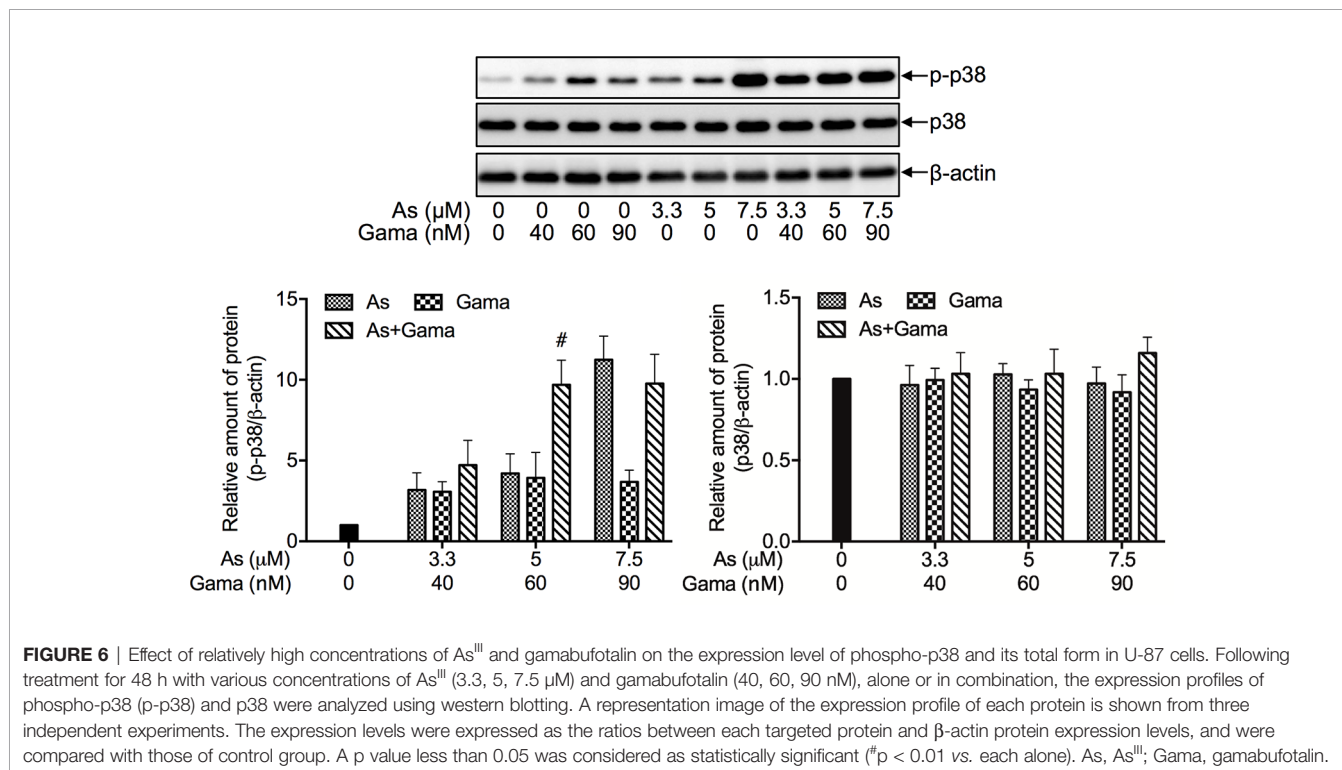 p-p38
p38
β-actin
As (μM) 0 0 0 0 3.3 5 7.5 3.3 5 7.5
Gama (nM) 0 40 60 90 0 0 0 40 60 90
Relative amount of protein
(p-p38/β-actin)
15
10
5
0
As Gama
As+Gama
#
As (μM) 0 3.3 5 7.5
Gama (nM) 0 40 60 90
Relative amount of protein
(p38/β-actin)
1.5
1.0
0.5
0.0
As Gama
As+Gama
As (μM) 0 3.3 5 7.5
Gama (nM) 0 40 60 90
FIGURE 6 | Effect of relatively high concentrations of As^III and gamabufotalin on the expression level of phospho-p38 and its total form in U-87 cells. Following
treatment for 48 h with various concentrations of As^III (3.3, 5, 7.5 μM) and gamabufotalin (40, 60, 90 nM), alone or in combination, the expression profiles of
phospho-p38 (p-p38) and p38 were analyzed using western blotting. A representation image of the expression profile of each protein is shown from three
independent experiments. The expression levels were expressed as the ratios between each targeted protein and β-actin protein expression levels, and were
compared with those of control group. A p value less than 0.05 was considered as statistically significant (#p < 0.01 vs. each alone). As, As^III; Gama, gamabufotalin.